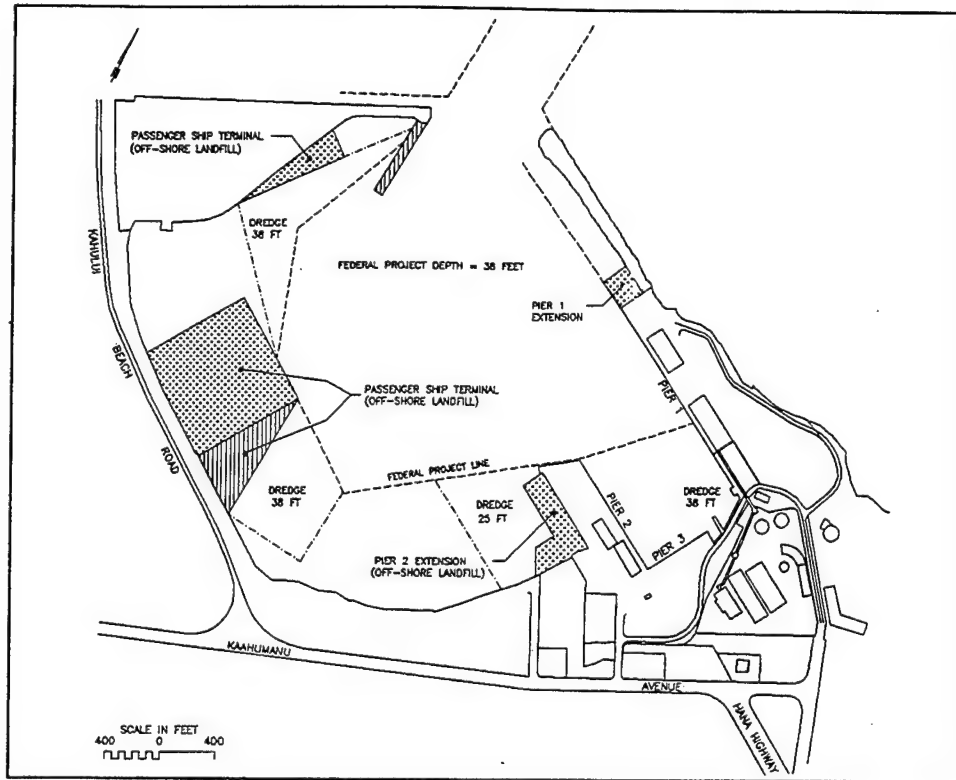 PASSENGER SHIP TERMINAL
(OFF-SHORE LANDFILL)
KAHULUI
BEACH
ROAD
DREDGE
38 FT
FEDERAL PROJECT DEPTH = 38 FEET
PIER 1
EXTENSION
PASSENGER SHIP TERMINAL
(OFF-SHORE LANDFILL)
PIER 1
FEDERAL PROJECT LINE
DREDGE
38 FT
DREDGE
25 FT
PIER 2
DREDGE
38 FT
PIER 3
PIER 2 EXTENSION
(OFF-SHORE LANDFILL)
KAAHUMANU
AVENUE
HANA HIGHWAY
SCALE IN FEET
400 0 400